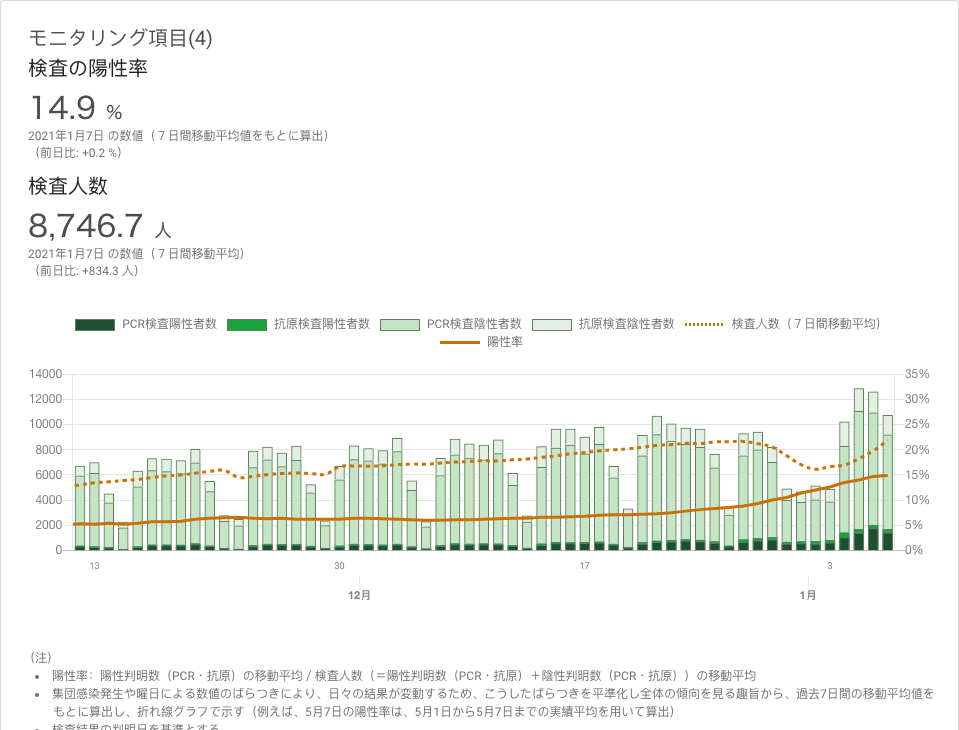 モニタリング項目(4)
検査の陽性率
14.9 %
2021年1月7日 の数値（７日間移動平均値をもとに算出）
（前日比: +0.2 %）
検査人数
8,746.7 人
2021年1月7日 の数値（７日間移動平均）
（前日比: +834.3 人）
PCR検査陽性者数 抗原検査陽性者数 PCR検査陰性者数 抗原検査陰性者数 検査人数（７日間移動平均）
陽性率
14000 35%
12000 30%
10000 25%
8000 20%
6000 15%
4000 10%
2000 5%
0 0%
13 30 17 3
12月 1月
（注）
• 陽性率：陽性判明数（PCR・抗原）の移動平均 / 検査人数（＝陽性判明数（PCR・抗原）＋陰性判明数（PCR・抗原））の移動平均
• 集団感染発生や曜日による数値のばらつきにより、日々の結果が変動するため、こうしたばらつきを平準化し全体の傾向を見る趣旨から、過去7日間の移動平均値を
もとに算出し、折れ線グラフで示す（例えば、5月7日の陽性率は、5月1日から5月7日までの実績平均を用いて算出）
• 検査結果の判明日を基準とする